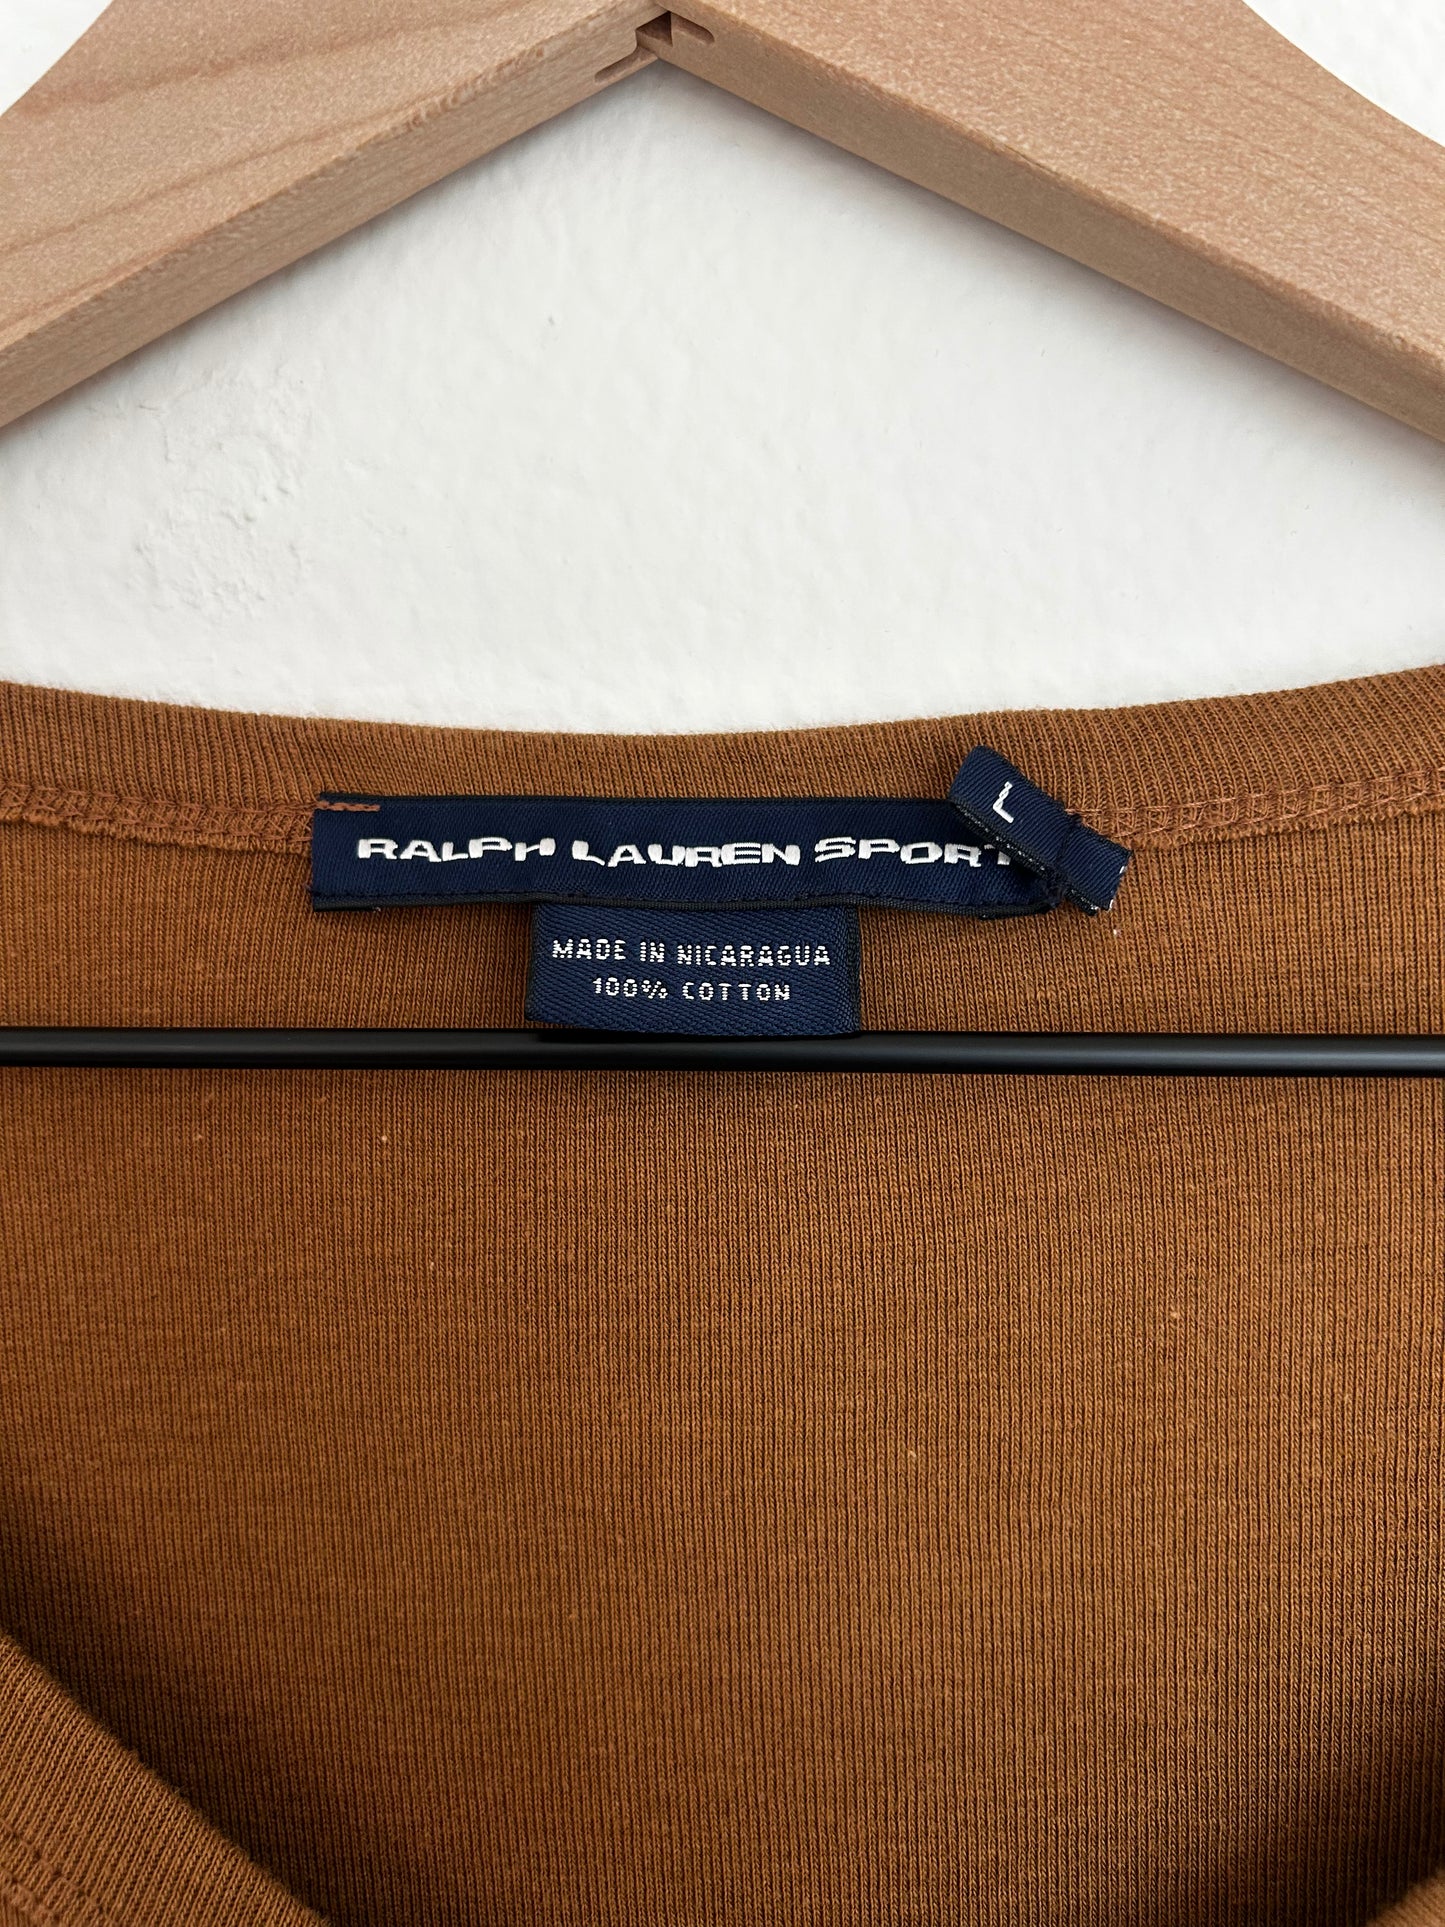 RALPH LAUREN SPORT
L
MADE IN NICARAGUA
100% COTTON